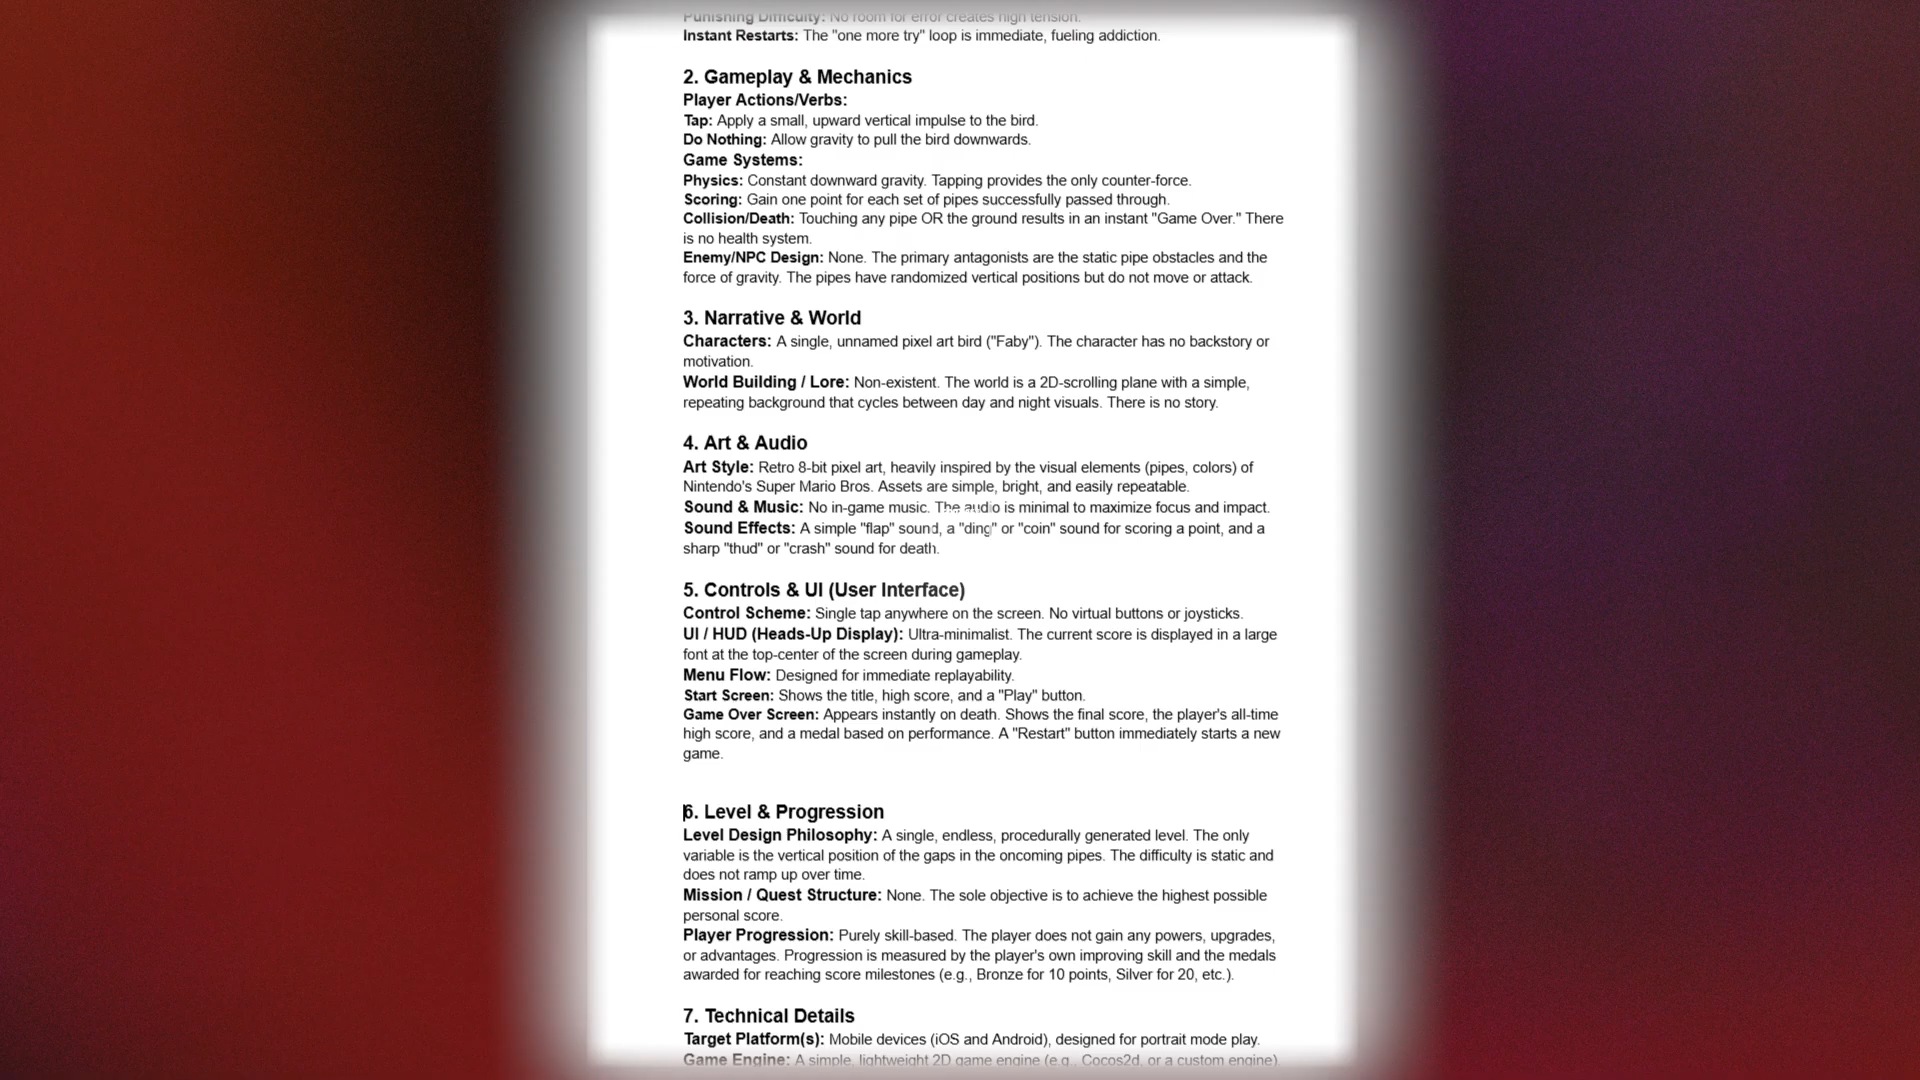 Punishing Difficulty: No room for error creates high tension.
Instant Restarts: The "one more try" loop is immediate, fueling addiction.
2. Gameplay & Mechanics
Player Actions/Verbs:
Tap: Apply a small, upward vertical impulse to the bird.
Do Nothing: Allow gravity to pull the bird downwards.
Game Systems:
Physics: Constant downward gravity. Tapping provides the only counter-force.
Scoring: Gain one point for each set of pipes successfully passed through.
Collision/Death: Touching any pipe OR the ground results in an instant "Game Over." There
is no health system.
Enemy/NPC Design: None. The primary antagonists are the static pipe obstacles and the
force of gravity. The pipes have randomized vertical positions but do not move or attack.
3. Narrative & World
Characters: A single, unnamed pixel art bird ("Faby"). The character has no backstory or
motivation.
World Building / Lore: Non-existent. The world is a 2D-scrolling plane with a simple,
repeating background that cycles between day and night visuals. There is no story.
4. Art & Audio
Art Style: Retro 8-bit pixel art, heavily inspired by the visual elements (pipes, colors) of
Nintendo's Super Mario Bros. Assets are simple, bright, and easily repeatable.
Sound & Music: No in-game music. The audio is minimal to maximize focus and impact.
Sound Effects: A simple "flap" sound, a "ding" or "coin" sound for scoring a point, and a
sharp "thud" or "crash" sound for death.
5. Controls & UI (User Interface)
Control Scheme: Single tap anywhere on the screen. No virtual buttons or joysticks.
UI / HUD (Heads-Up Display): Ultra-minimalist. The current score is displayed in a large
font at the top-center of the screen during gameplay.
Menu Flow: Designed for immediate replayability.
Start Screen: Shows the title, high score, and a "Play" button.
Game Over Screen: Appears instantly on death. Shows the final score, the player's all-time
high score, and a medal based on performance. A "Restart" button immediately starts a new
game.
6. Level & Progression
Level Design Philosophy: A single, endless, procedurally generated level. The only
variable is the vertical position of the gaps in the oncoming pipes. The difficulty is static and
does not ramp up over time.
Mission / Quest Structure: None. The sole objective is to achieve the highest possible
personal score.
Player Progression: Purely skill-based. The player does not gain any powers, upgrades,
or advantages. Progression is measured by the player's own improving skill and the medals
awarded for reaching score milestones (e.g., Bronze for 10 points, Silver for 20, etc.).
7. Technical Details
Target Platform(s): Mobile devices (iOS and Android), designed for portrait mode play.
Game Engine: A simple, lightweight 2D game engine (e.g., Cocos2d, or a custom engine)